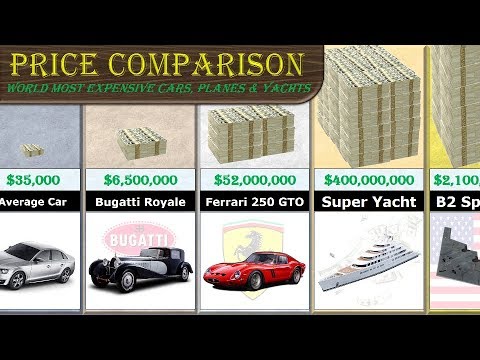 PRICE COMPARISON
WORLD MOST EXPENSIVE CARS, PLANES & YACHTS
$35,000
$6,500,000
$52,000,000
$400,000,000
$2,100,
Average Car
Bugatti Royale
Ferrari 250 GTO
Super Yacht
B2 Sp
BUGATTI
Ferrari